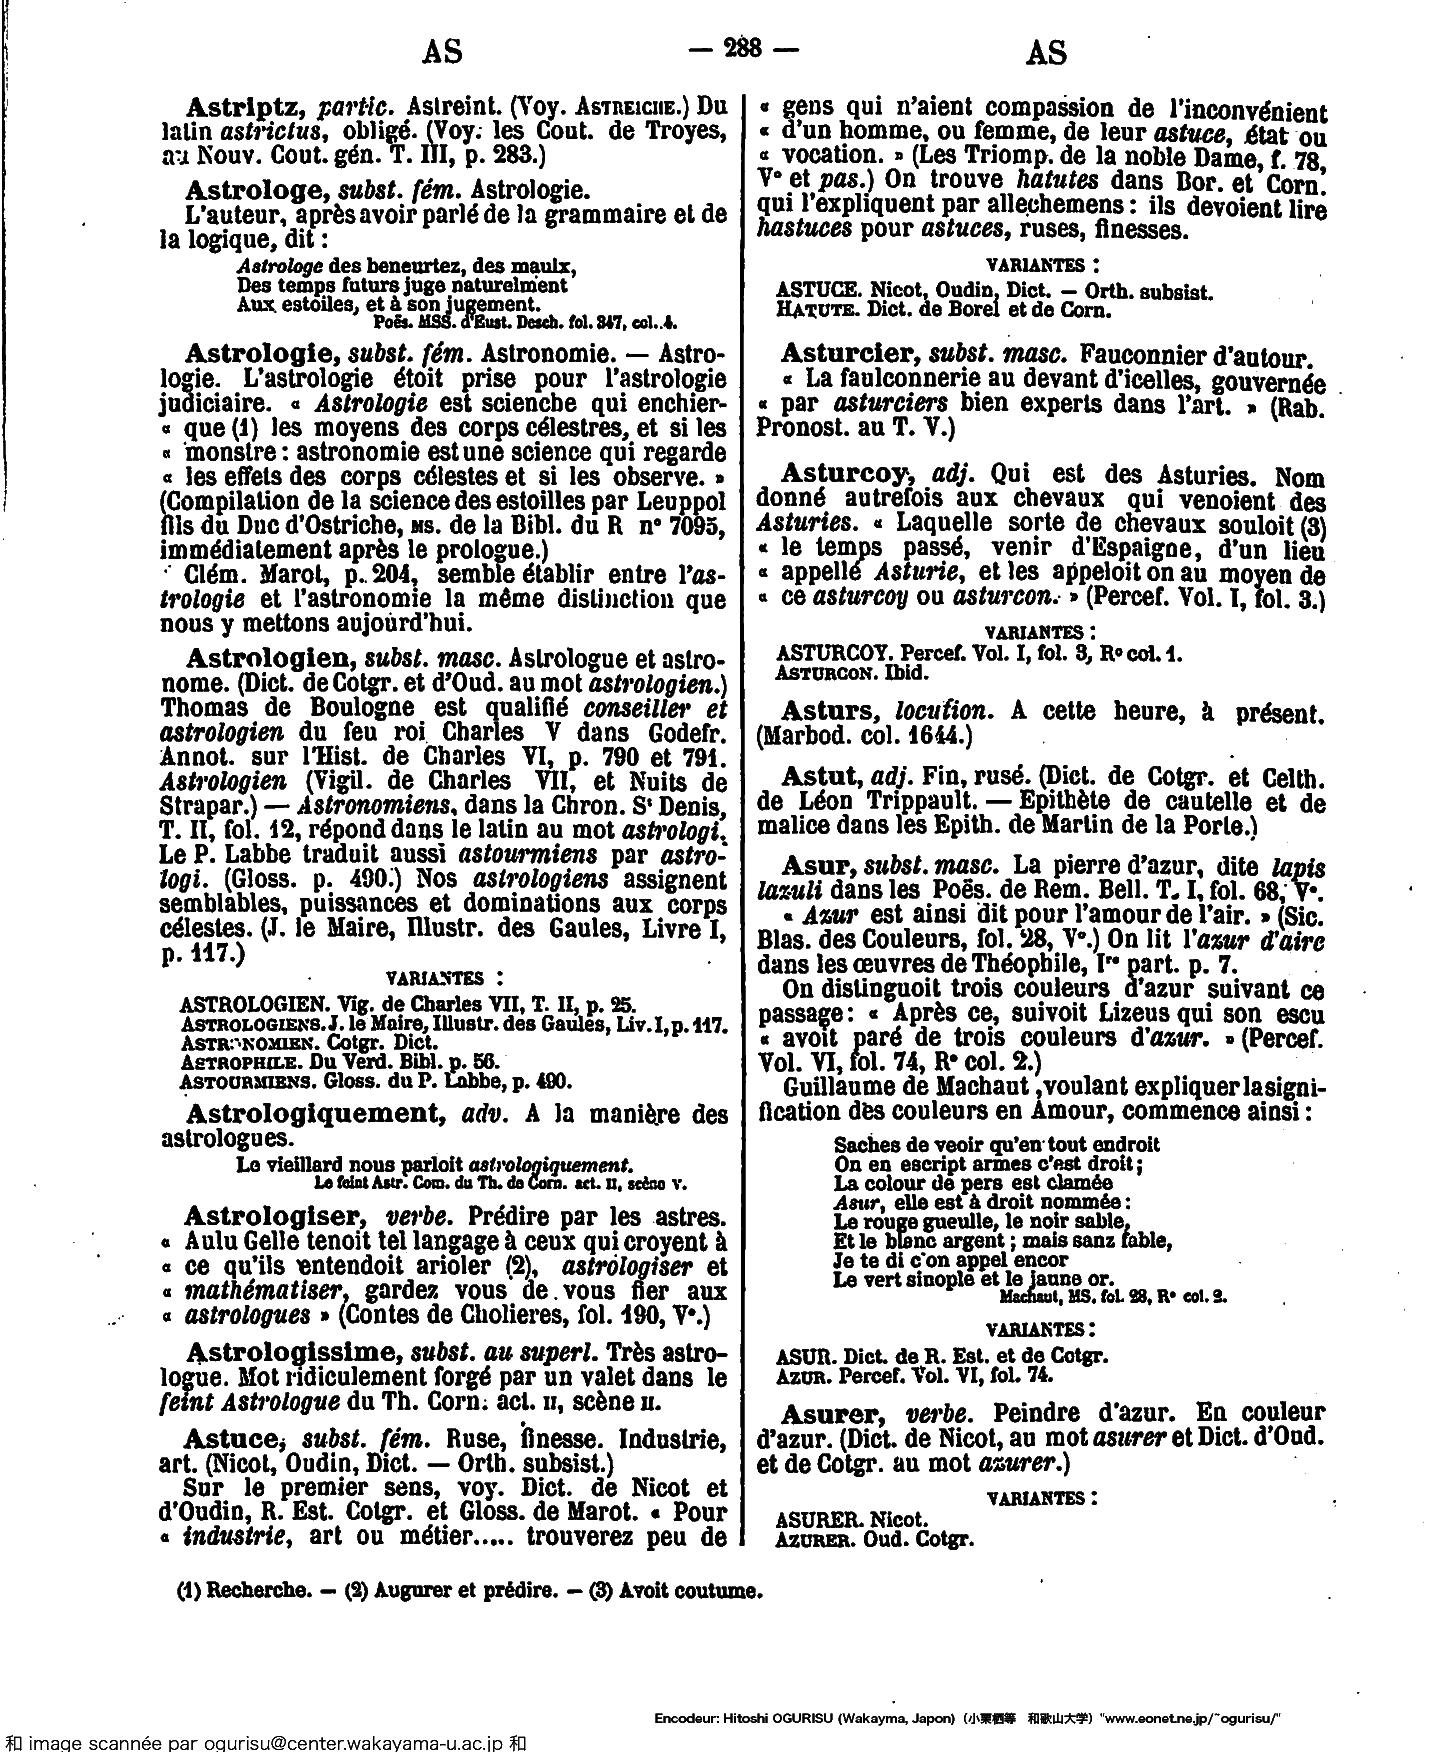 AS — 288 — AS
Astriptz, partic. Astreint. (Voy. ASTREICHE.) Du
latin astrictus, obligé. (Voy. les Cout. de Troyes,
au Nouv. Cout. gén. T. III, p. 283.)
Astrologe, subst. fém. Astrologie.
L'auteur, après avoir parlé de la grammaire et de
la logique, dit :
Astrologe des beneurtez, des maulx,
Des temps futurs juge naturelment
Aux estoiles, et à son jugement.
Poës. MSS. d'Eust. Desch. fol. 347, col. 4.
Astrologie, subst. fém. Astronomie. — Astro-
logie. L'astrologie étoit prise pour l'astrologie
judiciaire. « Astrologie est scienche qui enchier-
« que (1) les moyens des corps célestres, et si les
« monstre : astronomie est une science qui regarde
« les effets des corps célestes et si les observe. »
(Compilation de la science des estoilles par Leuppol
fils du Duc d'Ostriche, MS. de la Bibl. du R n° 7095,
immédiatement après le prologue.)
Clém. Marot, p. 204, semble établir entre l'as-
trologie et l'astronomie la même distinction que
nous y mettons aujourd'hui.
Astrologien, subst. masc. Astrologue et astro-
nome. (Dict. de Cotgr. et d'Oud. au mot astrologien.)
Thomas de Boulogne est qualifié conseiller et
astrologien du feu roi Charles V dans Godefr.
Annot. sur l'Hist. de Charles VI, p. 790 et 791.
Astrologien (Vigil. de Charles VII, et Nuits de
Strapar.) — Astronomiens, dans la Chron. St Denis,
T. II, fol. 12, répond dans le latin au mot astrologi.
Le P. Labbe traduit aussi astourmiens par astro-
logi. (Gloss. p. 490.) Nos astrologiens assignent
semblables, puissances et dominations aux corps
célestes. (J. le Maire, Illustr. des Gaules, Livre I,
p. 117.)
VARIANTES :
ASTROLOGIEN. Vig. de Charles VII, T. II, p. 25.
ASTROLOGIENS. J. le Maire, Illustr. des Gaules, Liv. I, p. 117.
ASTRONOMIEN. Cotgr. Dict.
ASTROPHILE. Du Verd. Bibl. p. 56.
ASTOURMIENS. Gloss. du P. Labbe, p. 490.
Astrologiquement, adv. A la manière des
astrologues.
Le vieillard nous parloit astrologiquement.
Le feint Astr. Com. du Th. de Corn. act. II, scène V.
Astrologiser, verbe. Prédire par les astres.
« Aulu Gelle tenoit tel langage à ceux qui croyent à
« ce qu'ils entendoit arioler (2), astrologiser et
« mathématiser, gardez vous de vous fier aux
« astrologues » (Contes de Cholieres, fol. 190, V°.)
Astrologissime, subst. au superl. Très astro-
logue. Mot ridiculement forgé par un valet dans le
feint Astrologue du Th. Corn. act. II, scène II.
Astuce, subst. fém. Ruse, finesse. Industrie,
art. (Nicot, Oudin, Dict. — Orth. subsist.)
Sur le premier sens, voy. Dict. de Nicot et
d'Oudin, R. Est. Cotgr. et Gloss. de Marot. « Pour
« industrie, art ou métier..... trouverez peu de
« gens qui n'aient compassion de l'inconvénient
« d'un homme, ou femme, de leur astuce, état ou
« vocation. » (Les Triomp. de la noble Dame, f. 78,
V° et pas.) On trouve hatutes dans Bor. et Corn.
qui l'expliquent par allechemens : ils devoient lire
hastuces pour astuces, ruses, finesses.
VARIANTES :
ASTUCE. Nicot, Oudin, Dict. — Orth. subsist.
HATUTE. Dict. de Borel et de Corn.
Asturcier, subst. masc. Fauconnier d'autour.
« La faulconnerie au devant d'icelles, gouvernée
« par asturciers bien experts dans l'art. » (Rab.
Pronost. au T. V.)
Asturcoy, adj. Qui est des Asturies. Nom
donné autrefois aux chevaux qui venoient des
Asturies. « Laquelle sorte de chevaux souloit (3)
« le temps passé, venir d'Espaigne, d'un lieu
« appellé Asturie, et les appeloit on au moyen de
« ce asturcoy ou asturcon. » (Percef. Vol. I, fol. 3.)
VARIANTES :
ASTURCOY. Percef. Vol. I, fol. 3, R° col. 1.
ASTURCON. Ibid.
Asturs, locution. A cette heure, à présent.
(Marbod. col. 1644.)
Astut, adj. Fin, rusé. (Dict. de Cotgr. et Celth.
de Léon Trippault. — Epithète de cautelle et de
malice dans les Epith. de Martin de la Porte.)
Asur, subst. masc. La pierre d'azur, dite lapis
lazuli dans les Poës. de Rem. Bell. T. I, fol. 68, V°.
« Azur est ainsi dit pour l'amour de l'air. » (Sic.
Blas. des Couleurs, fol. 28, V°.) On lit l'azur d'aire
dans les œuvres de Théophile, Ire part. p. 7.
On distinguoit trois couleurs d'azur suivant ce
passage : « Après ce, suivoit Lizeus qui son escu
« avoit paré de trois couleurs d'azur. » (Percef.
Vol. VI, fol. 74, R° col. 2.)
Guillaume de Machaut ,voulant expliquer la signi-
fication des couleurs en Amour, commence ainsi :
Saches de veoir qu'en tout endroit
On en escript armes c'est droit ;
La colour de pers est clamée
Asur, elle est à droit nommée :
Le rouge gueulle, le noir sable,
Et le blanc argent ; mais sanz fable,
Je te di c'on appel encor
Le vert sinople et le jaune or.
Machaut, MS. fol. 28, R° col. 2.
VARIANTES :
ASUR. Dict. de R. Est. et de Cotgr.
AZUR. Percef. Vol. VI, fol. 74.
Asurer, verbe. Peindre d'azur. En couleur
d'azur. (Dict. de Nicot, au mot asurer et Dict. d'Oud.
et de Cotgr. au mot azurer.)
VARIANTES :
ASURER. Nicot.
AZURER. Oud. Cotgr.
(1) Recherche. — (2) Augurer et prédire. — (3) Avoit coutume.
Encodeur: Hitoshi OGURISU (Wakayma, Japon) (小栗栖等 和歌山大学) "www.eonet.ne.jp/~ogurisu/"
和 image scannée par ogurisu@center.wakayama-u.ac.jp 和